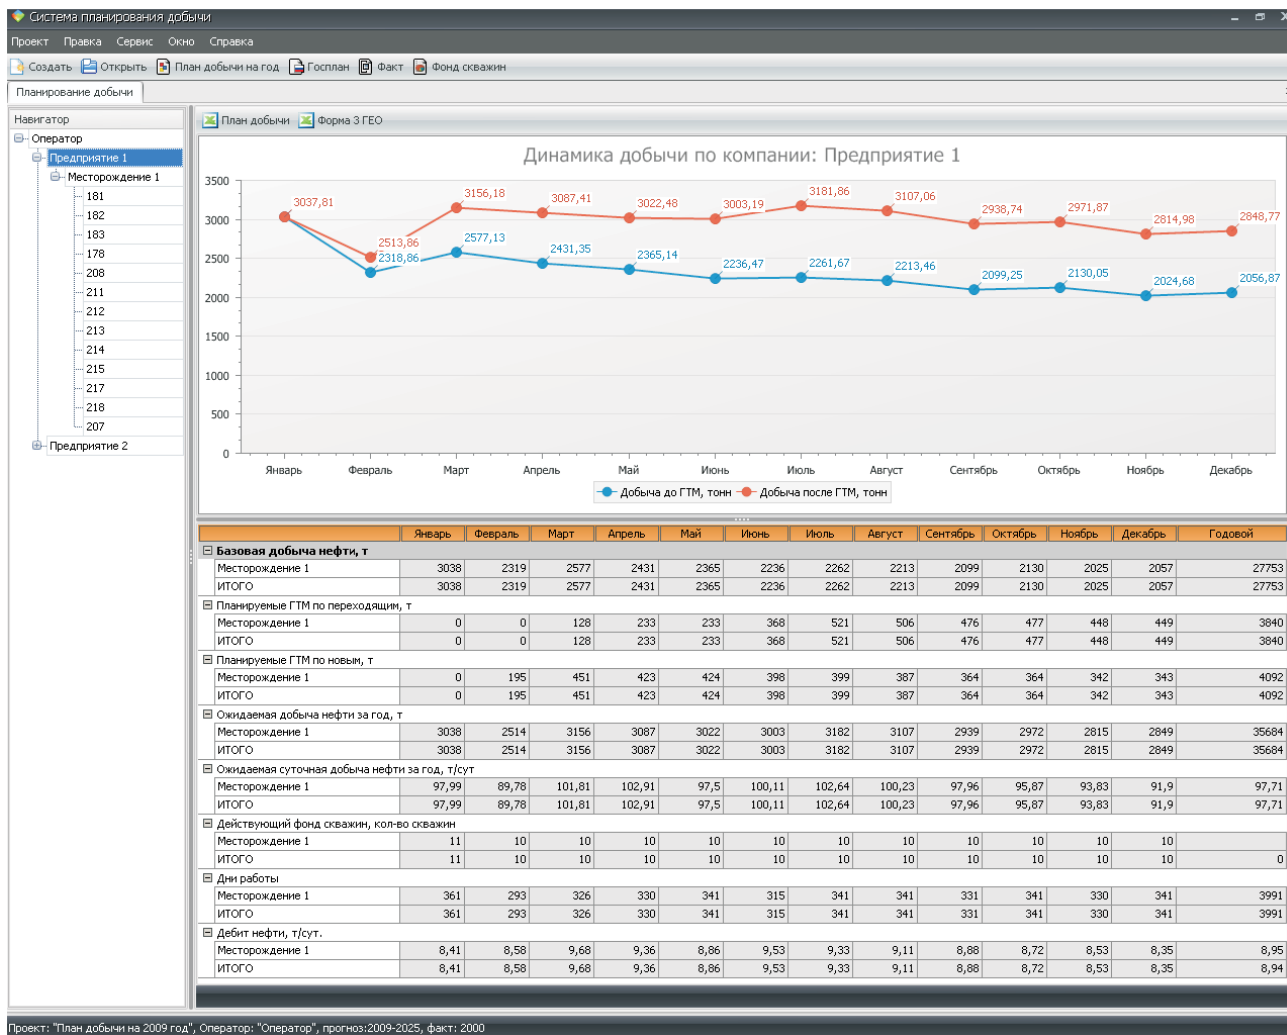 Система планирования добычи
Проект Правка Сервис Окно Справка
Создать Открыть План добычи на год Госплан Факт Фонд скважин
Планирование добычи
Навигатор
Оператор
Предприятие 1
Месторождение 1
181
182
183
178
208
211
212
213
214
215
217
218
207
Предприятие 2
План добычи Форма 3 ГЕО
Динамика добычи по компании: Предприятие 1
3500
3000
2500
2000
1500
1000
500
0
3037,81 2513,86 3156,18 3087,41 3022,48 3003,19 3181,86 3107,06 2938,74 2971,87 2814,98 2848,77
2318,86 2577,13 2431,35 2365,14 2236,47 2261,67 2213,46 2099,25 2130,05 2024,68 2056,87
Январь Февраль Март Апрель Май Июнь Июль Август Сентябрь Октябрь Ноябрь Декабрь
Добыча до ГТМ, тонн Добыча после ГТМ, тонн
Январь Февраль Март Апрель Май Июнь Июль Август Сентябрь Октябрь Ноябрь Декабрь Годовой
Базовая добыча нефти, т
Месторождение 1 3038 2319 2577 2431 2365 2236 2262 2213 2099 2130 2025 2057 27753
ИТОГО 3038 2319 2577 2431 2365 2236 2262 2213 2099 2130 2025 2057 27753
Планируемые ГТМ по переходящим, т
Месторождение 1 0 0 128 233 233 368 521 506 476 477 448 449 3840
ИТОГО 0 0 128 233 233 368 521 506 476 477 448 449 3840
Планируемые ГТМ по новым, т
Месторождение 1 0 195 451 423 424 398 399 387 364 364 342 343 4092
ИТОГО 0 195 451 423 424 398 399 387 364 364 342 343 4092
Ожидаемая добыча нефти за год, т
Месторождение 1 3038 2514 3156 3087 3022 3003 3182 3107 2939 2972 2815 2849 35684
ИТОГО 3038 2514 3156 3087 3022 3003 3182 3107 2939 2972 2815 2849 35684
Ожидаемая суточная добыча нефти за год, т/сут
Месторождение 1 97,99 89,78 101,81 102,91 97,5 100,11 102,64 100,23 97,96 95,87 93,83 91,9 97,71
ИТОГО 97,99 89,78 101,81 102,91 97,5 100,11 102,64 100,23 97,96 95,87 93,83 91,9 97,71
Действующий фонд скважин, кол-во скважин
Месторождение 1 11 10 10 10 10 10 10 10 10 10 10 10
ИТОГО 11 10 10 10 10 10 10 10 10 10 10 10 0
Дни работы
Месторождение 1 361 293 326 330 341 315 341 341 331 341 330 341 3991
ИТОГО 361 293 326 330 341 315 341 341 331 341 330 341 3991
Дебит нефти, т/сут.
Месторождение 1 8,41 8,58 9,68 9,36 8,86 9,53 9,33 9,11 8,88 8,72 8,53 8,35 8,95
ИТОГО 8,41 8,58 9,68 9,36 8,86 9,53 9,33 9,11 8,88 8,72 8,53 8,35 8,94
Проект: "План добычи на 2009 год", Оператор: "Оператор", прогноз:2009-2025, факт: 2000